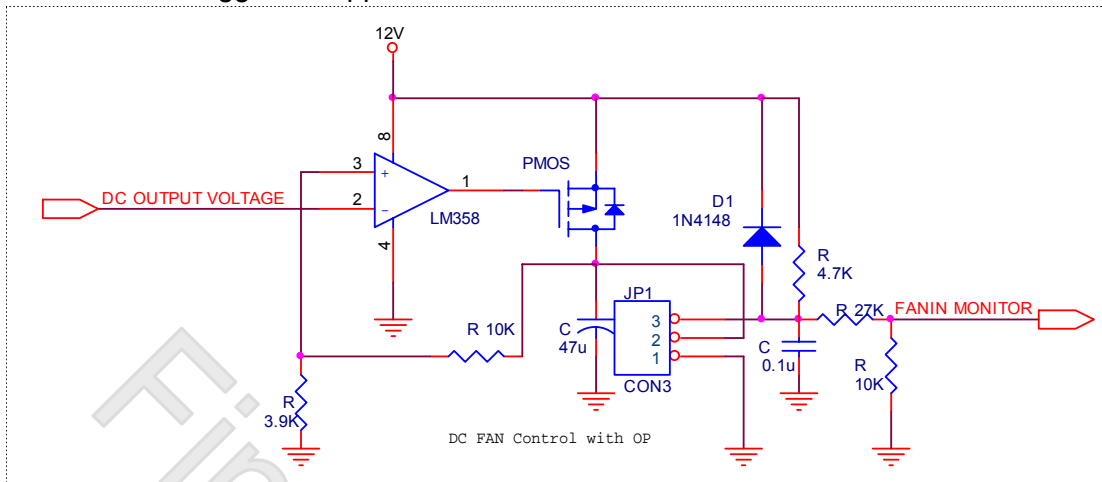 12V
8
PMOS
3
+
DC OUTPUT VOLTAGE
2
-
1
LM358
4
D1
1N4148
R
4.7K
JP1
R 27K
FANIN MONITOR
R 10K
C
47u
3
2
1
CON3
C
0.1u
R
10K
R
3.9K
DC FAN Control with OP
Fin